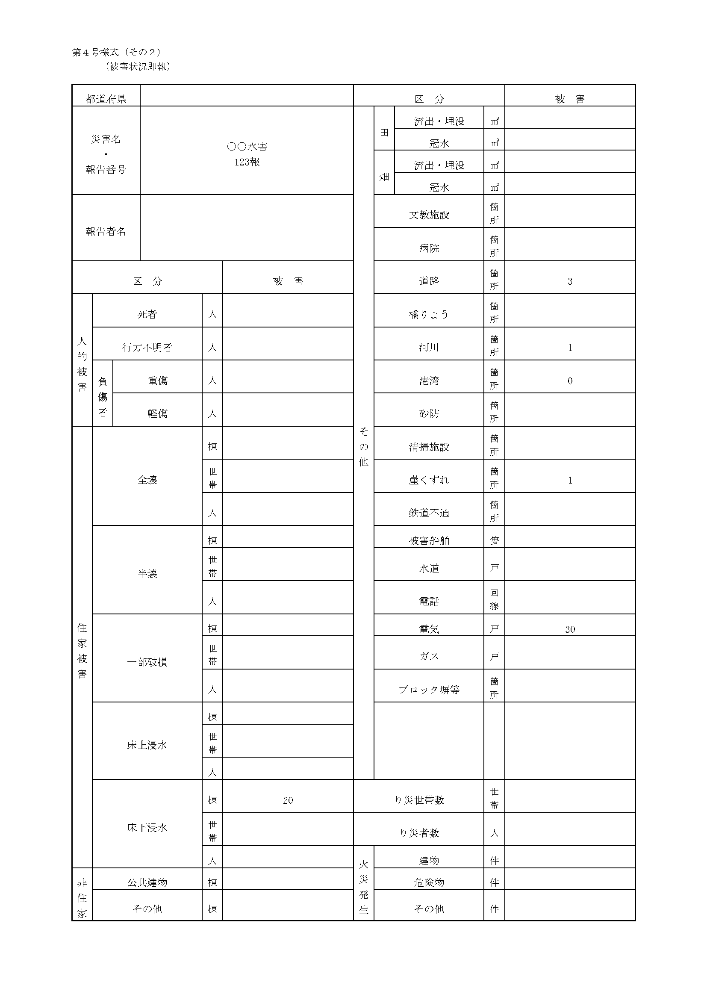 第４号様式（その２）
（被害状況即報）
都道府県
災害名
・
報告番号
〇〇水害
123報
報告者名
区　分　被　害
人的被害
死者　人
行方不明者　人
負傷者
重傷　人
軽傷　人
住家被害
全壊　棟
世帯
人
半壊　棟
世帯
人
一部破損　棟
世帯
人
床上浸水　棟
世帯
人
床下浸水　棟　20
世帯
人
非住家
公共建物　棟
その他　棟
区　分　被　害
その他
田
流出・埋没　㎥
冠水　㎥
畑
流出・埋没　㎥
冠水　㎥
文教施設　箇所
病院　箇所
道路　箇所　3
橋りょう　箇所
河川　箇所　1
港湾　箇所　0
砂防　箇所
清掃施設　箇所
崖くずれ　箇所　1
鉄道不通　箇所
被害船舶　隻
水道　戸
電話　回線
電気　戸　30
ガス　戸
ブロック塀等　箇所
り災世帯数　世帯
り災者数　人
火災発生
建物　件
危険物　件
その他　件